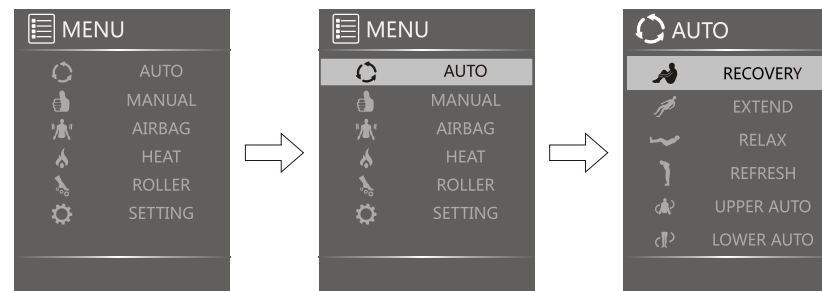 MENU
AUTO
MANUAL
AIRBAG
HEAT
ROLLER
SETTING
MENU
AUTO
MANUAL
AIRBAG
HEAT
ROLLER
SETTING
AUTO
RECOVERY
EXTEND
RELAX
REFRESH
UPPER AUTO
LOWER AUTO